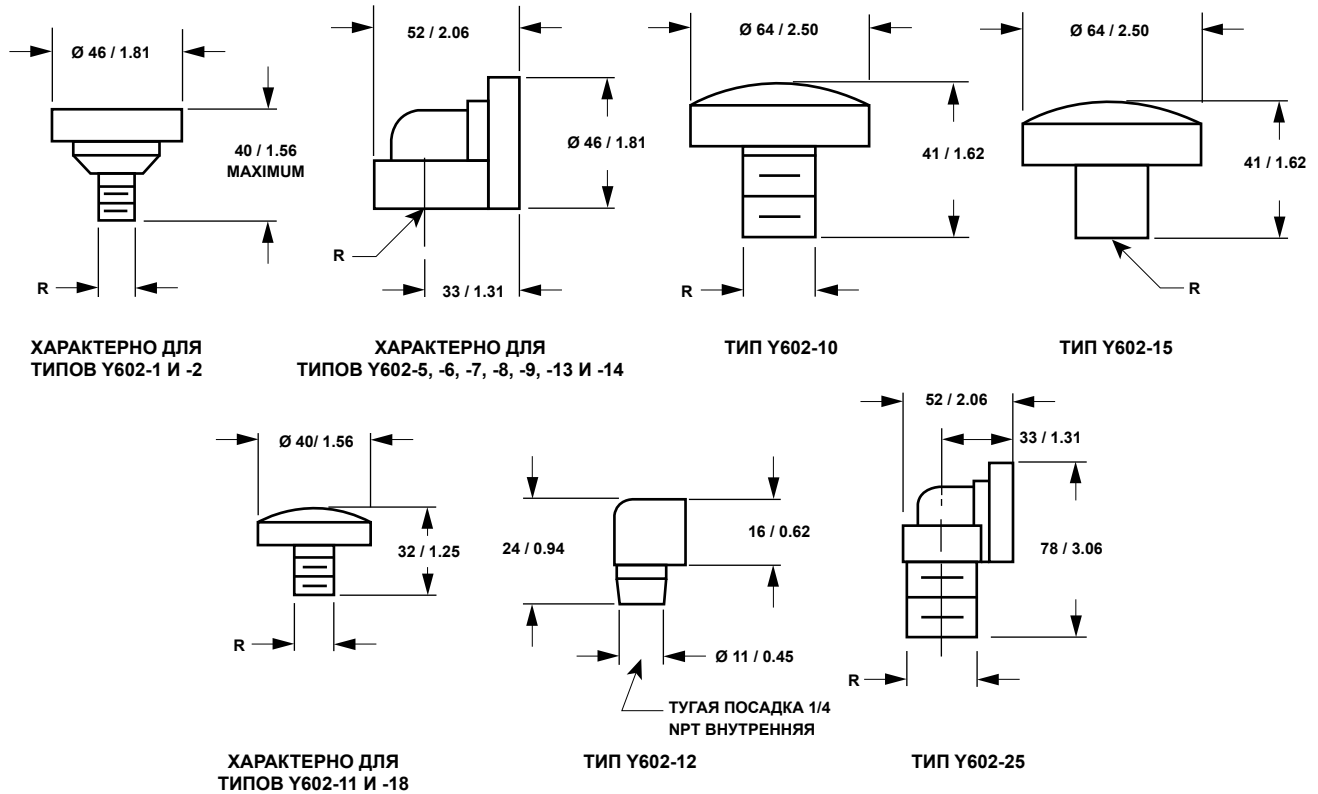 Ø 46 / 1.81
40 / 1.56
MAXIMUM
R
ХАРАКТЕРНО ДЛЯ
ТИПОВ Y602-1 И -2
52 / 2.06
Ø 46 / 1.81
R
33 / 1.31
ХАРАКТЕРНО ДЛЯ
ТИПОВ Y602-5, -6, -7, -8, -9, -13 И -14
Ø 64 / 2.50
41 / 1.62
R
ТИП Y602-10
Ø 64 / 2.50
41 / 1.62
R
ТИП Y602-15
Ø 40/ 1.56
32 / 1.25
R
ХАРАКТЕРНО ДЛЯ
ТИПОВ Y602-11 И -18
24 / 0.94
16 / 0.62
Ø 11 / 0.45
ТУГАЯ ПОСАДКА 1/4
NPT ВНУТРЕННЯЯ
ТИП Y602-12
52 / 2.06
33 / 1.31
78 / 3.06
R
ТИП Y602-25